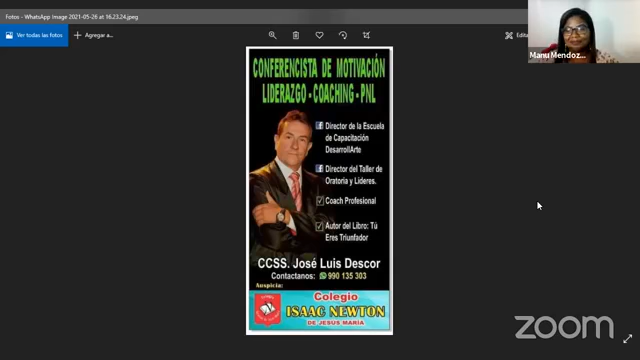 Fotos - WhatsApp Image 2021-05-26 at 16.23.24.jpeg
Ver todas las fotos
Agregar a...
Edita
Manu Mendoz...
CONFERENCISTA DE MOTIVACIÓN
LIDERAZGO - COACHING - PNL
Director de la Escuela
de Capacitación
DesarrollArte
Director del Taller de
Oratoria y Líderes.
Coach Profesional
Autor del Libro: Tú
Eres Triunfador
CCSS. José Luis Descor
Contactanos: 990 135 303
Auspicia:
Colegio
ISAAC NEWTON
DE JESUS MARÍA
zoom